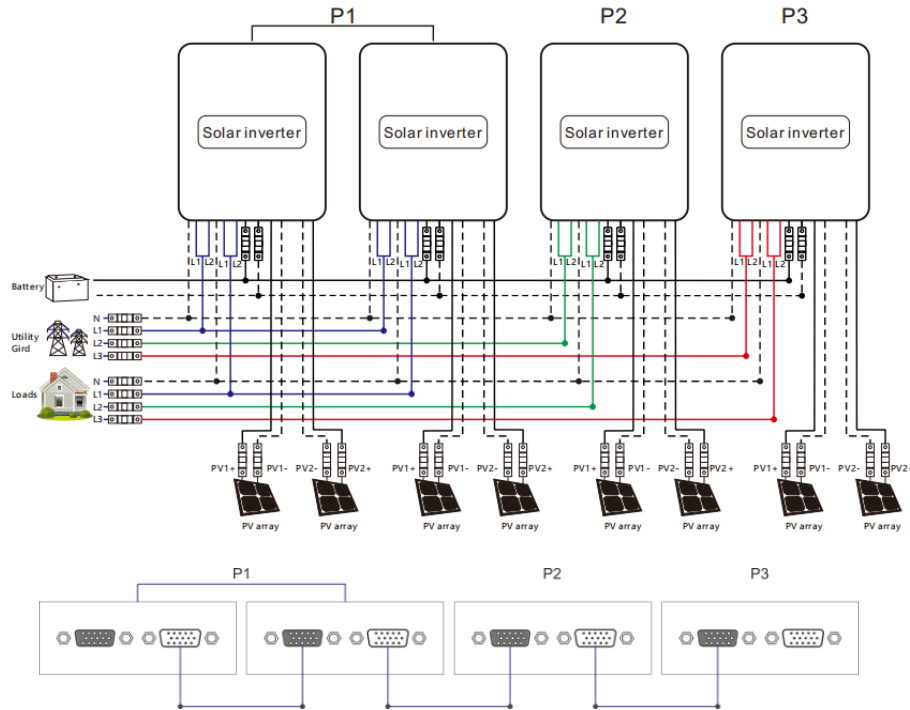 P1 P2 P3
Solar inverter Solar inverter Solar inverter Solar inverter
L1 L2 L1 L2 L1 L2 L1 L2 L1 L2 L1 L2 L1 L2 L1 L2
Battery
N
Utility
Gird
L1
L2
L3
Loads
N
L1
L2
L3
PV1+ PV1- PV2- PV2+ PV1+ PV1- PV2- PV2+ PV1+ PV1- PV2- PV2+ PV1+ PV1- PV2- PV2+
PV array PV array PV array PV array PV array PV array PV array PV array
P1 P2 P3